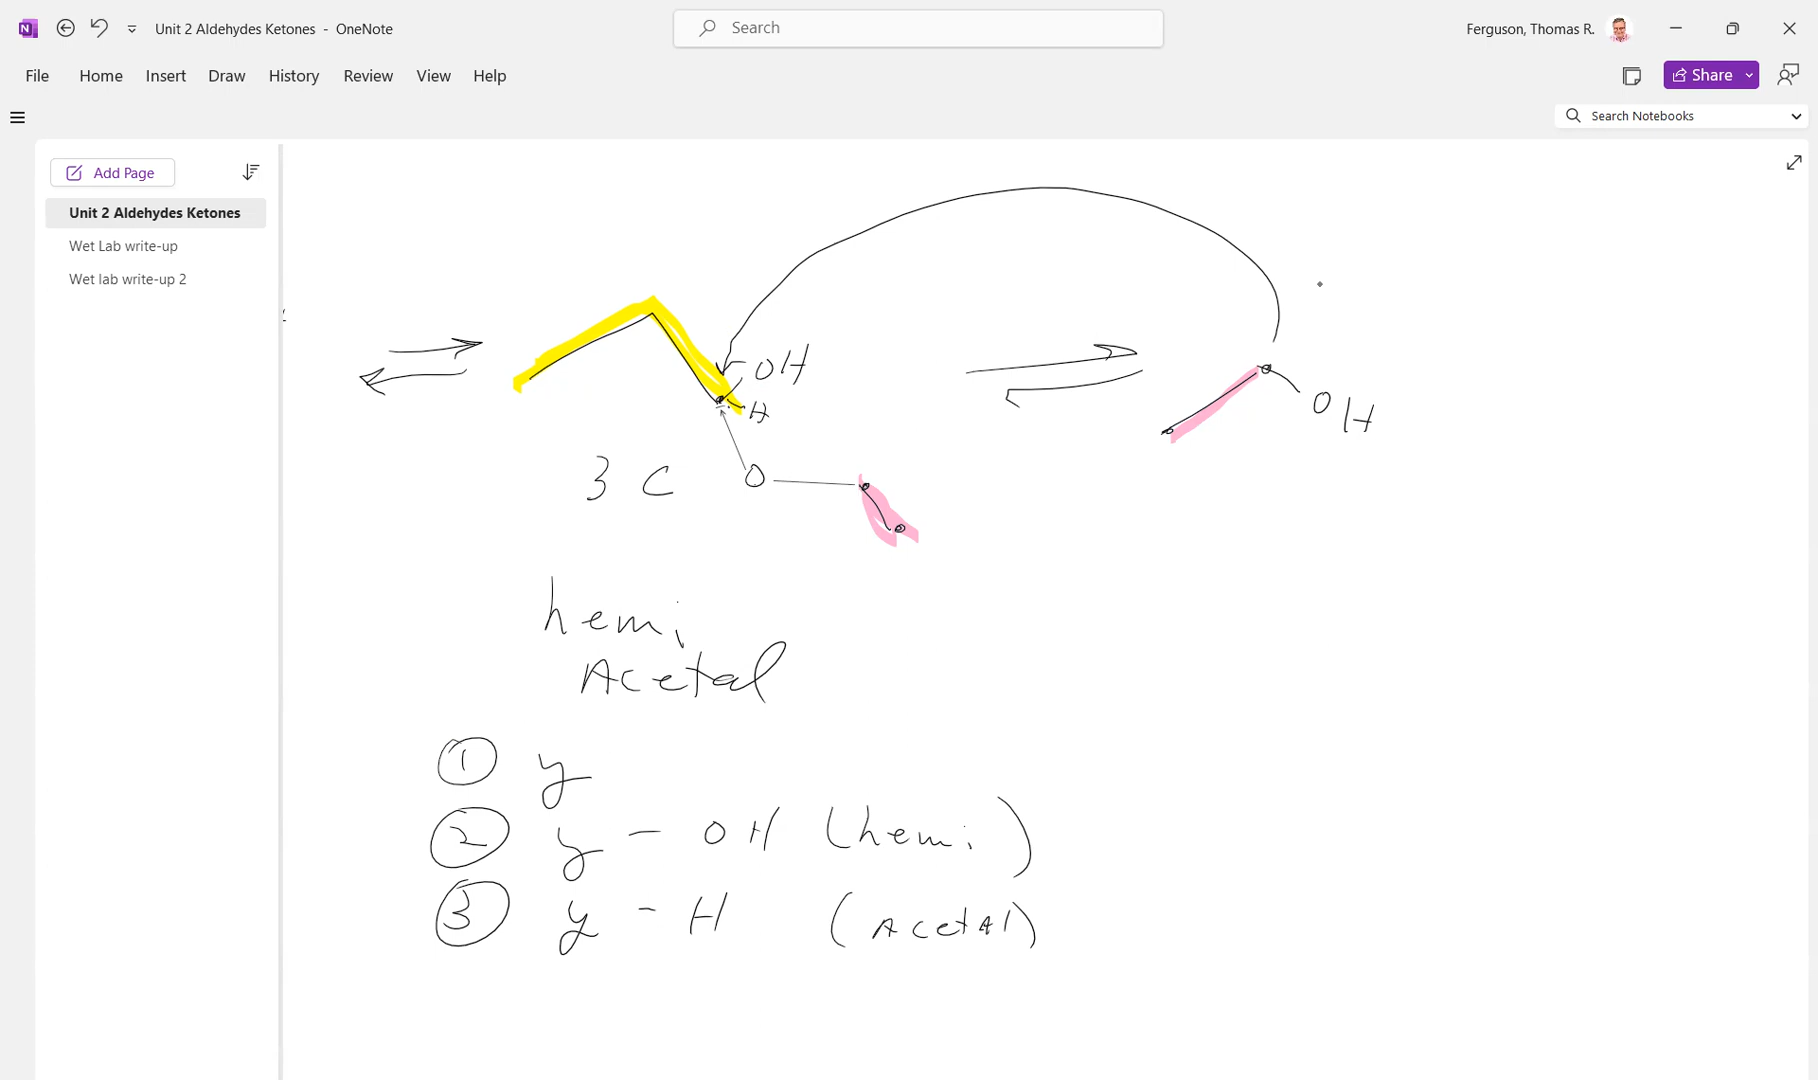 Unit 2 Aldehydes Ketones - OneNote
Search
Ferguson, Thomas R.
File Home Insert Draw History Review View Help
Share
Search Notebooks
Add Page
Unit 2 Aldehydes Ketones
Wet Lab write-up
Wet lab write-up 2
OH
H
OH
3 C O
hemi
Acetal
1 y
2 y - OH (hemi)
3 y - H (Acetal)